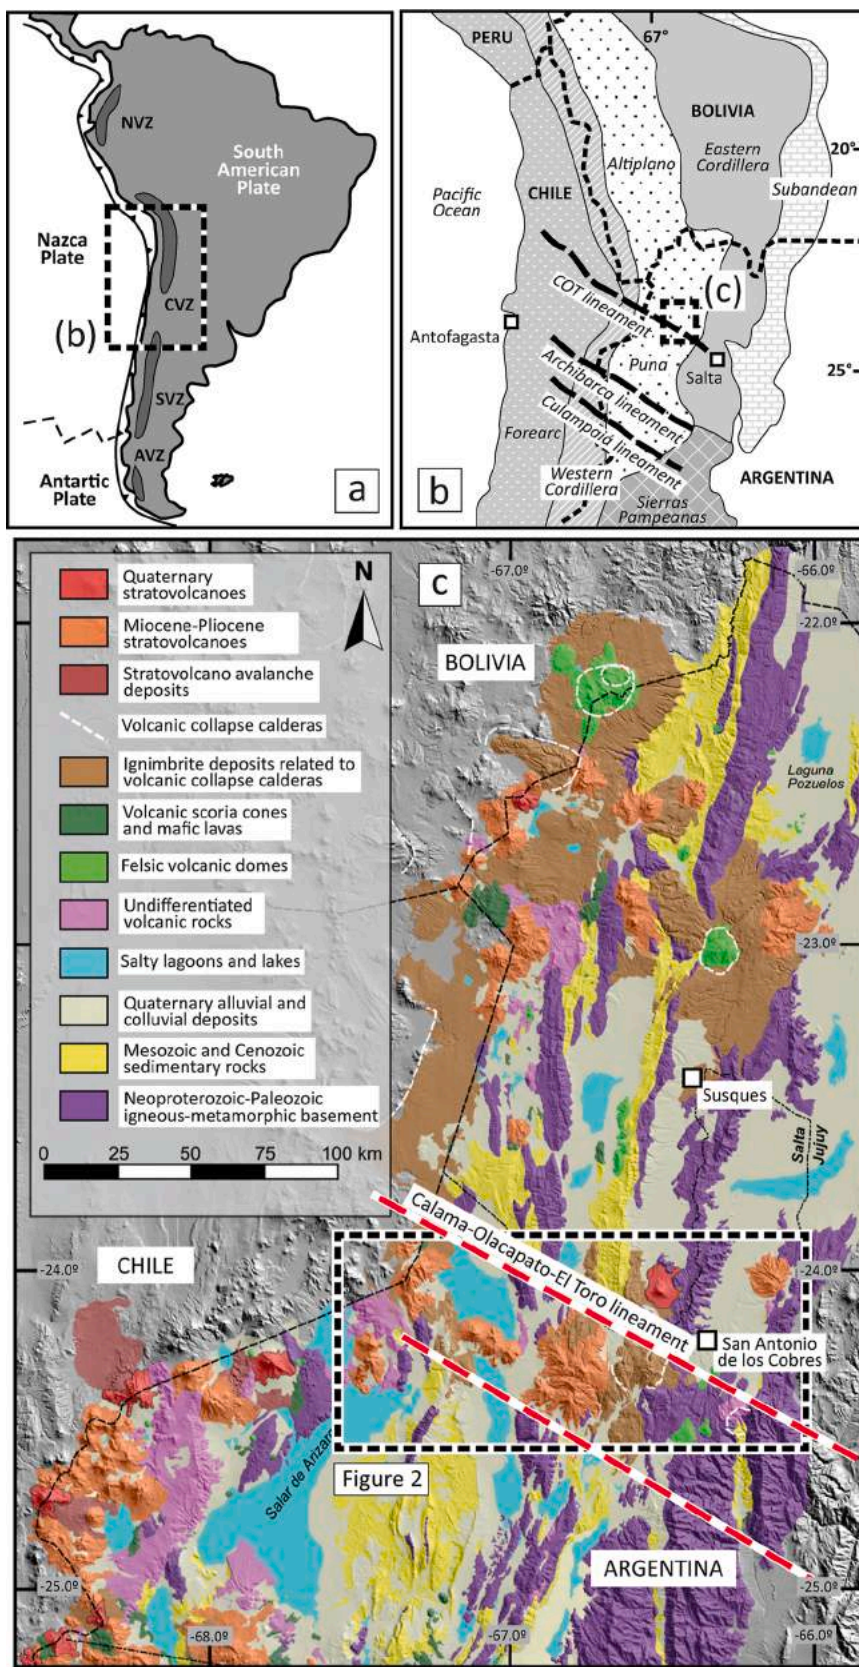 NVZ
South
American
Plate
Nazca
Plate
(b)
CVZ
SVZ
AVZ
Antartic
Plate
a
67°
PERU
BOLIVIA
Eastern
Cordillera
20°
Altiplano
Subandean
Pacific
Ocean
CHILE
(c)
COT lineament
Antofagasta
Puna
Salta
25°
Archibarca lineament
Culampajá lineament
Forearc
Western
Cordillera
ARGENTINA
Sierras
Pampeanas
b
N
c
-67.0º
-66.0º
-22.0º
BOLIVIA
Quaternary
stratovolcanoes
Miocene-Pliocene
stratovolcanoes
Stratovolcano avalanche
deposits
Volcanic collapse calderas
Ignimbrite deposits related to
volcanic collapse calderas
Volcanic scoria cones
and mafic lavas
Felsic volcanic domes
Undifferentiated
volcanic rocks
Salty lagoons and lakes
Quaternary alluvial and
colluvial deposits
Mesozoic and Cenozoic
sedimentary rocks
Neoproterozoic-Paleozoic
igneous-metamorphic basement
0 25 50 75 100 km
Laguna
Pozuelos
-23.0º
Susques
Salta
Jujuy
Calama-Olacapato-El Toro lineament
CHILE
-24.0º
-24.0º
San Antonio
de los Cobres
Salar de Arizaro
Figure 2
ARGENTINA
-25.0º
-25.0º
-68.0º
-67.0º
-66.0º